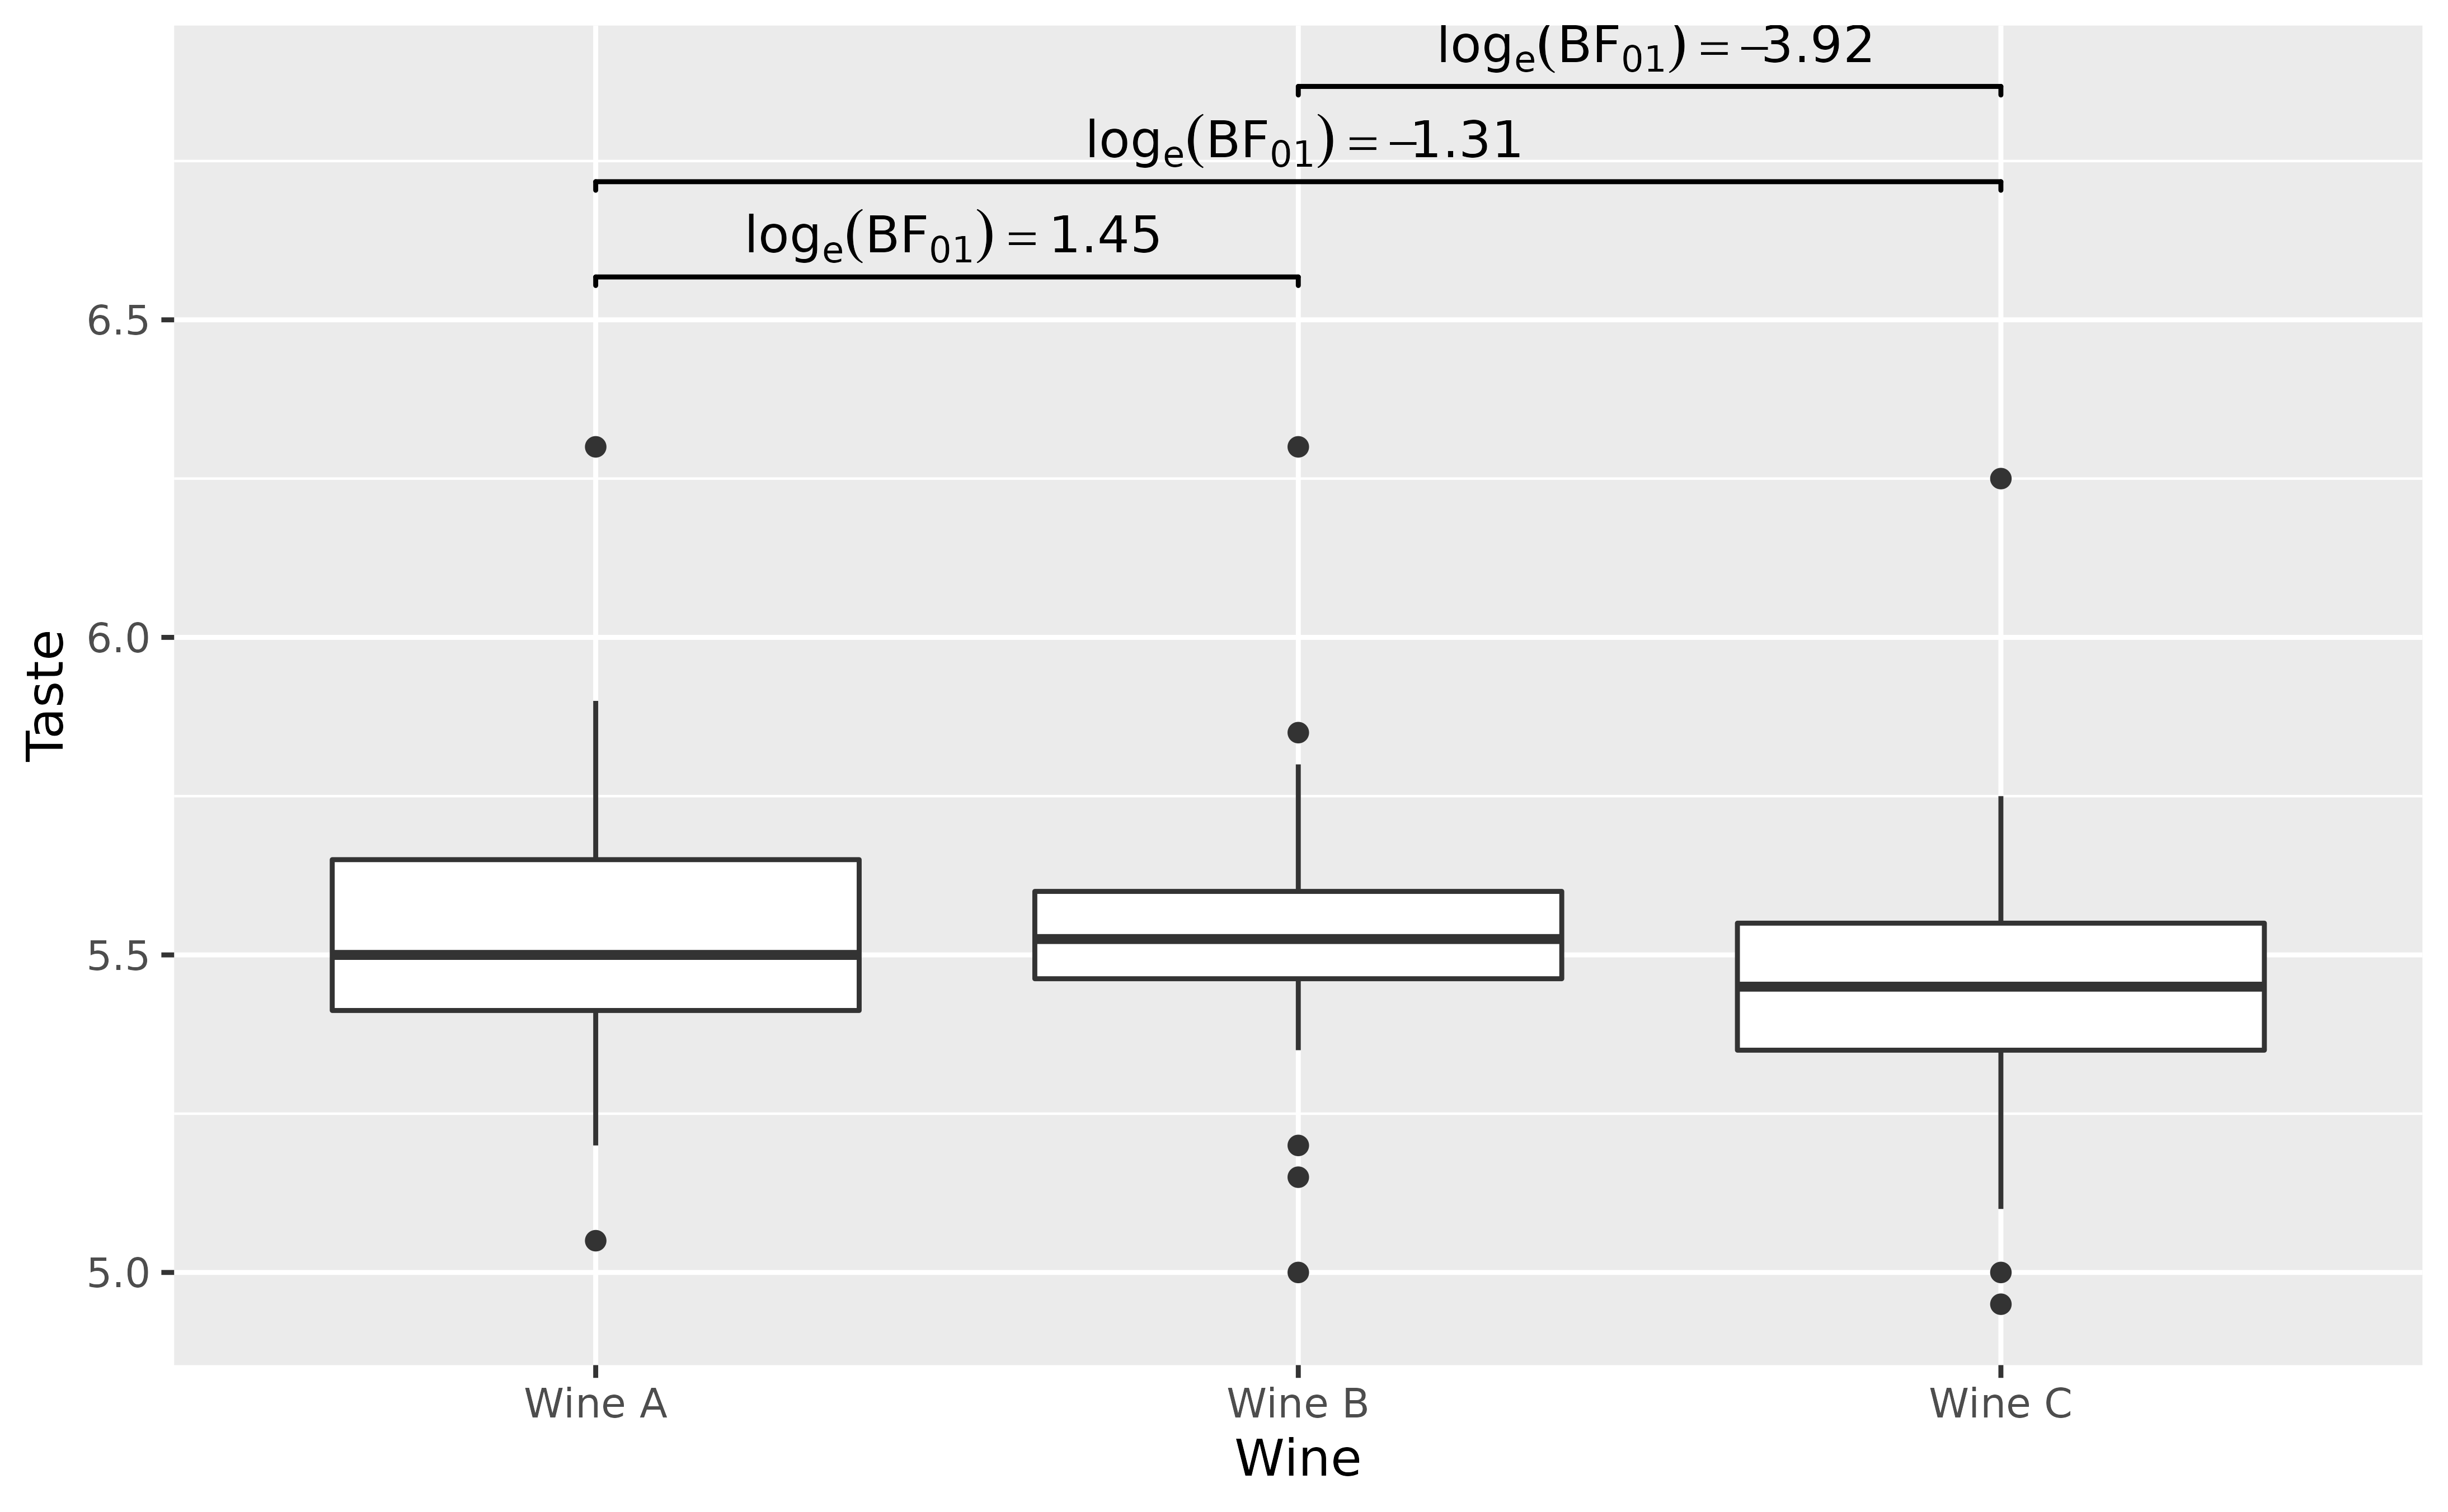 logₑ(BF₀₁) = −3.92
logₑ(BF₀₁) = −1.31
logₑ(BF₀₁) = 1.45
6.5
6.0
5.5
5.0
Taste
Wine A Wine B Wine C
Wine